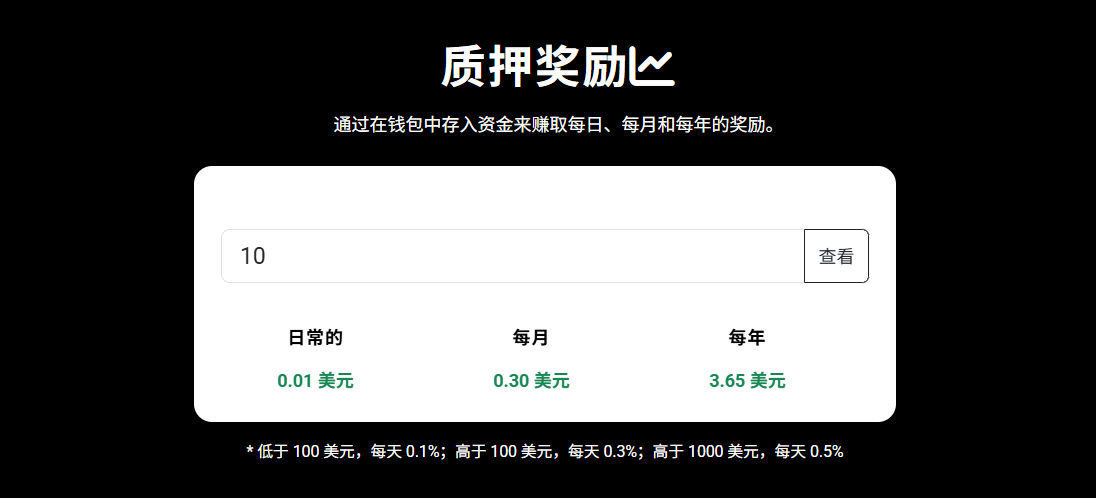 质押奖励
通过在钱包中存入资金来赚取每日、每月和每年的奖励。
10
查看
日常的 每月 每年
0.01 美元 0.30 美元 3.65 美元
* 低于 100 美元，每天 0.1%；高于 100 美元，每天 0.3%；高于 1000 美元，每天 0.5%